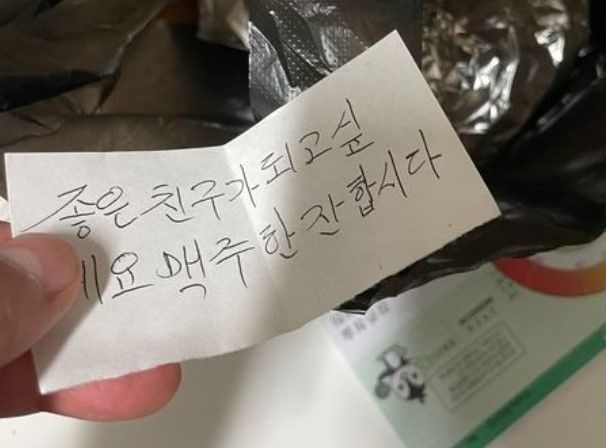 좋은 친구가 되고싶
네요 맥주 한 잔 합시다